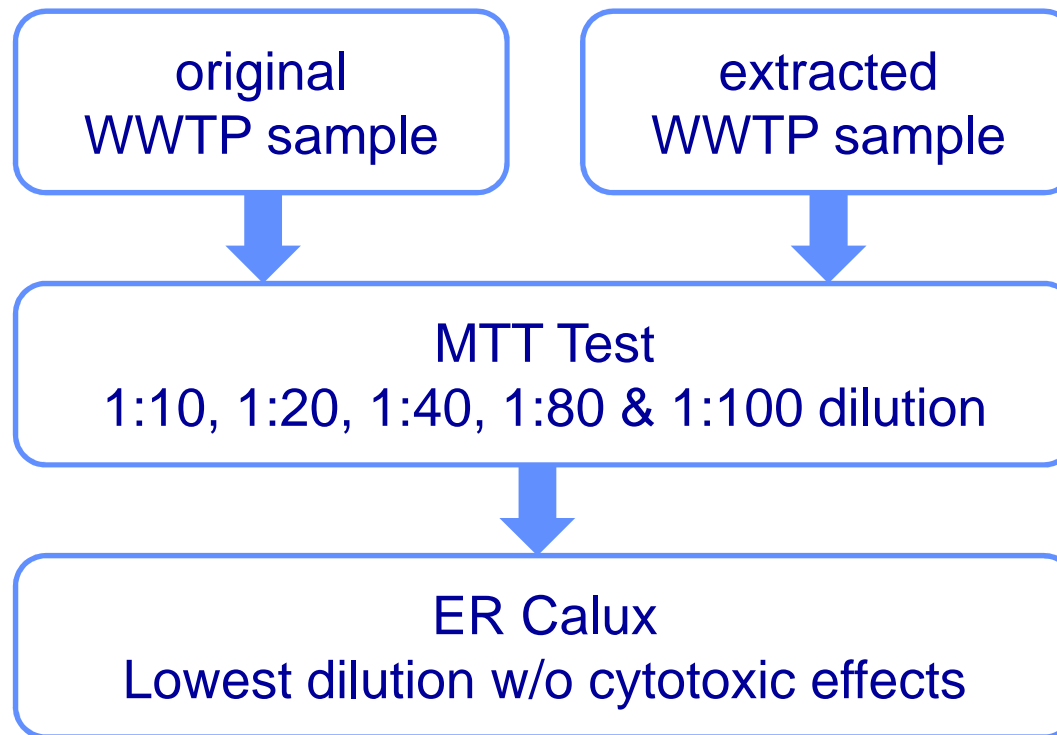 original
WWTP sample
extracted
WWTP sample
MTT Test
1:10, 1:20, 1:40, 1:80 & 1:100 dilution
ER Calux
Lowest dilution w/o cytotoxic effects